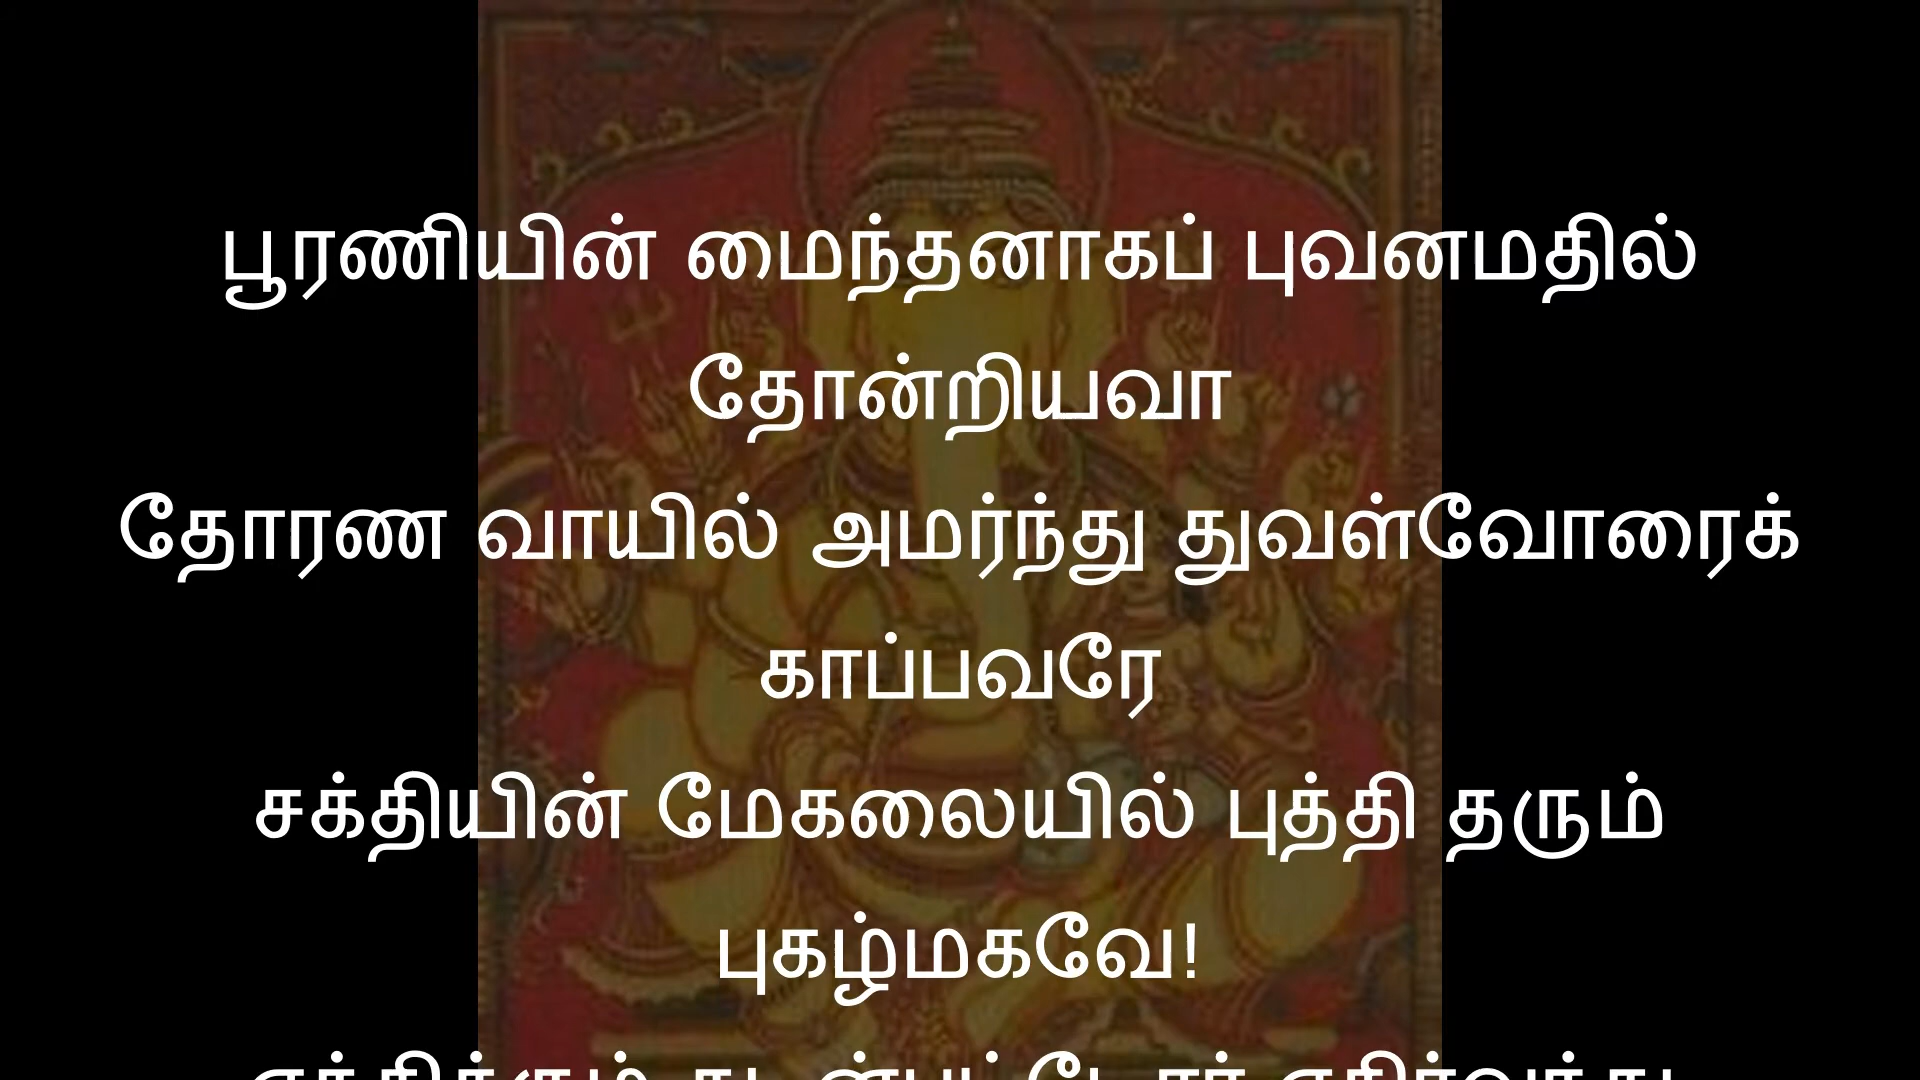 பூரணியின் மைந்தனாகப் புவனமதில்
தோன்றியவா
தோரண வாயில் அமர்ந்து துவள்வோரைக்
காப்பவரே
சக்தியின் மேகலையில் புத்தி தரும்
புகழ்மகவே!